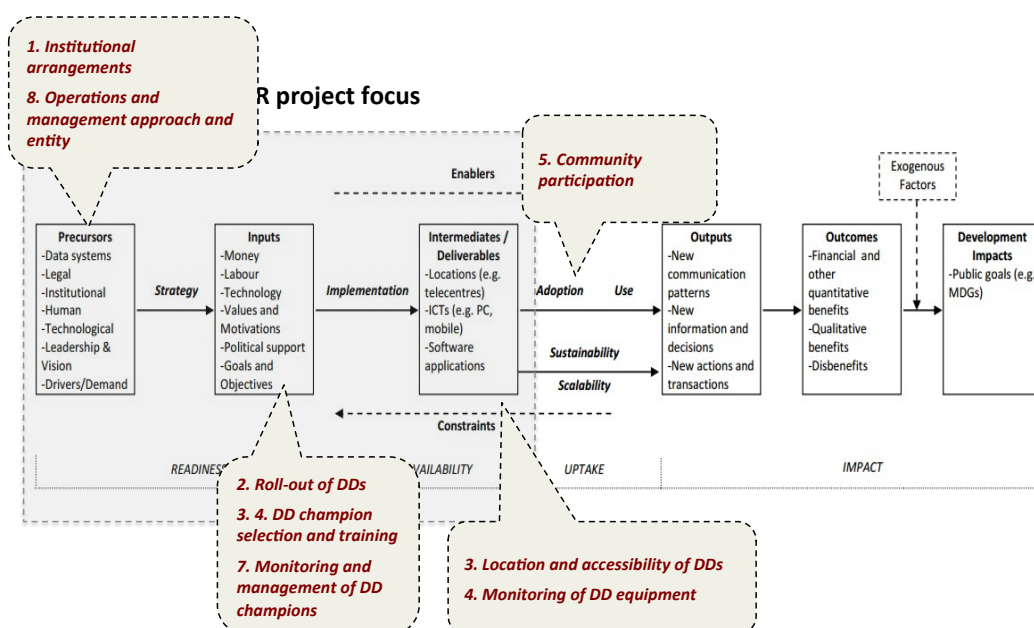 1. Institutional
arrangements
8. Operations and
management approach and
entity
R project focus
5. Community
participation
Enablers
Exogenous
Factors
Precursors
-Data systems
-Legal
-Institutional
-Human
-Technological
-Leadership &
Vision
-Drivers/Demand
Strategy
Inputs
-Money
-Labour
-Technology
-Values and
Motivations
-Political support
-Goals and
Objectives
Implementation
Intermediates /
Deliverables
-Locations (e.g.
telecentres)
-ICTs (e.g. PC,
mobile)
-Software
applications
Adoption Use
Sustainability
Scalability
Outputs
-New
communication
patterns
-New
information and
decisions
-New actions and
transactions
Outcomes
-Financial and
other
quantitative
benefits
-Qualitative
benefits
-Disbenefits
Development
Impacts
-Public goals (e.g.
MDGs)
Constraints
READINESS
AVAILABILITY
UPTAKE
IMPACT
2. Roll-out of DDs
3. 4. DD champion
selection and training
7. Monitoring and
management of DD
champions
3. Location and accessibility of DDs
4. Monitoring of DD equipment